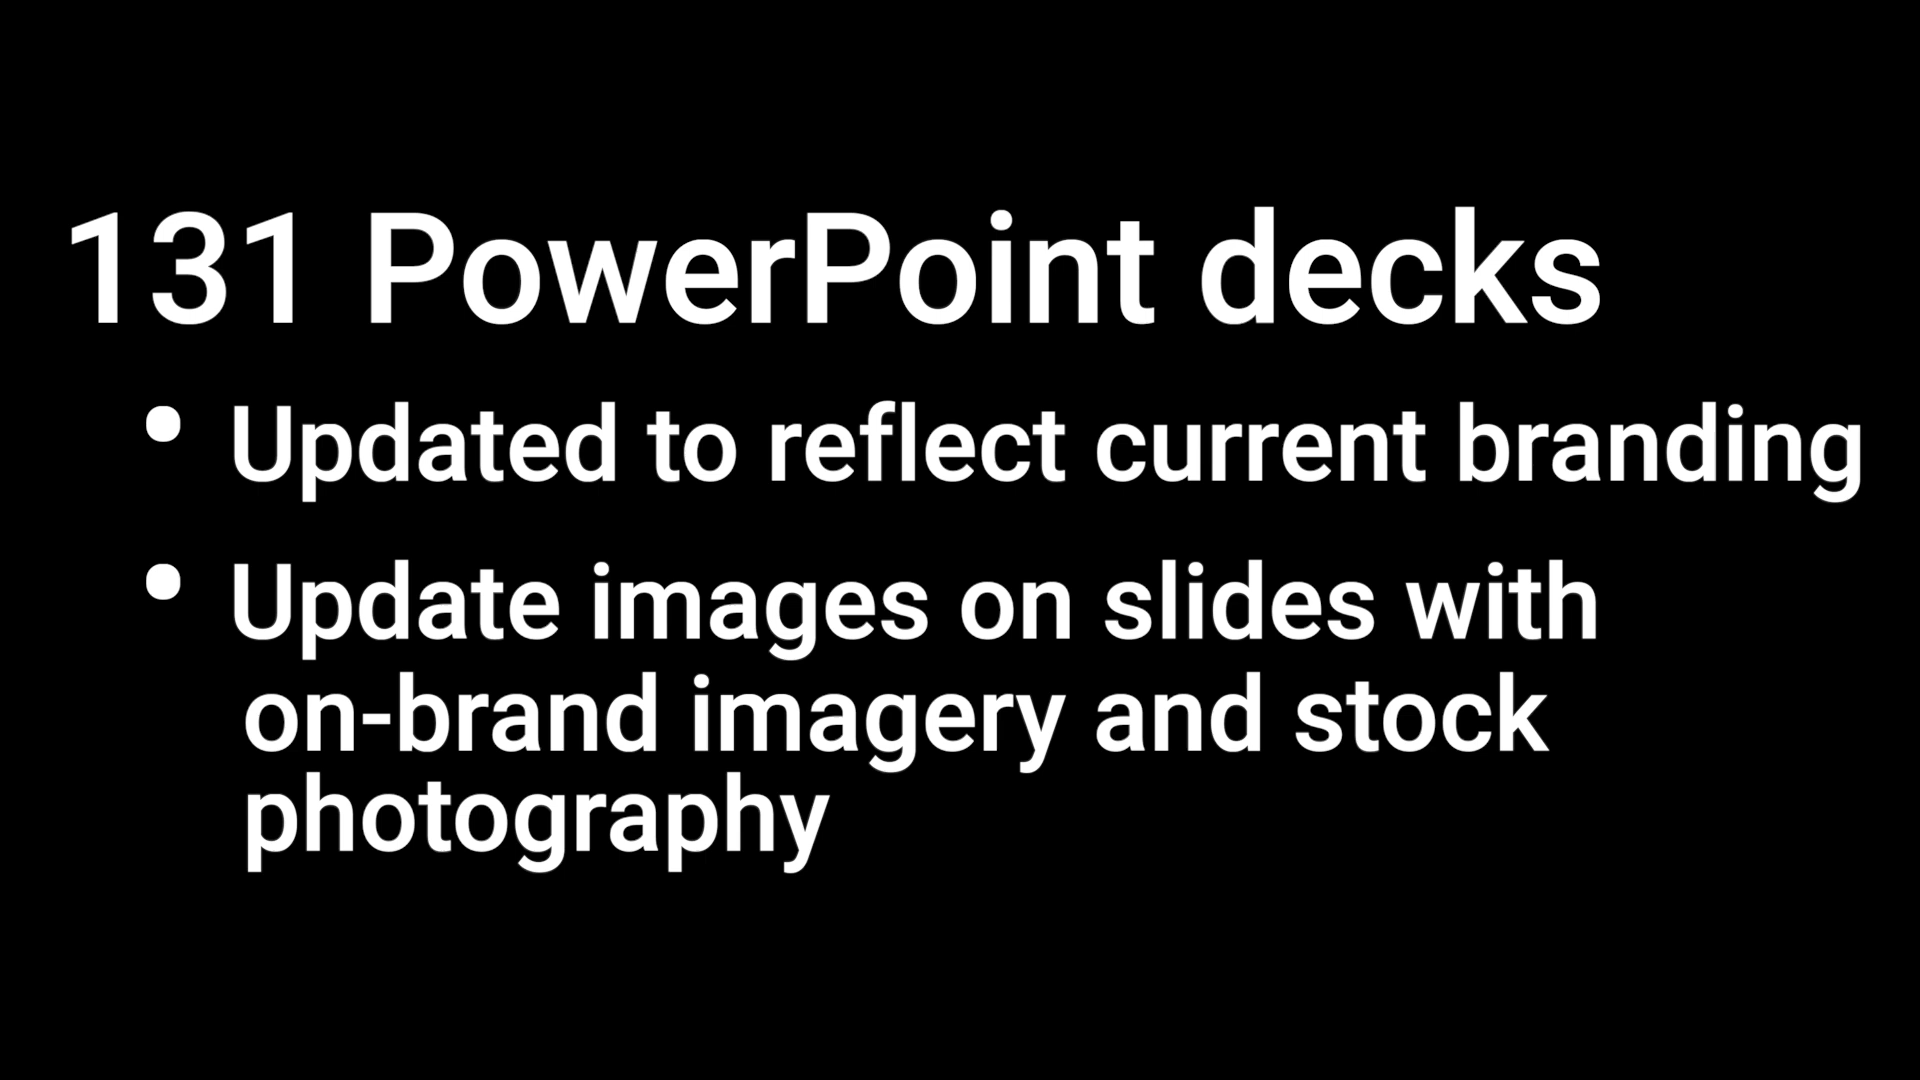 131 PowerPoint decks
• Updated to reflect current branding
• Update images on slides with
on-brand imagery and stock
photography